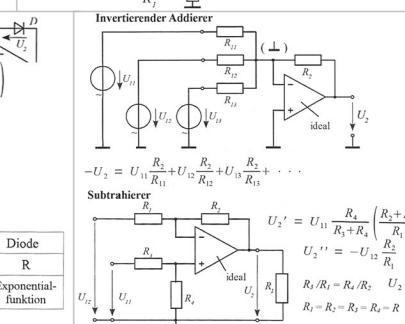 R₁
D
U₂
Invertierender Addierer
R₁₁
( ⊥ )
R₁₂
R₂
R₁₃
U₁₁
U₁₂
U₁₃
ideal
U₂
−U₂ = U₁₁ R₂/R₁₁ + U₁₂ R₂/R₁₂ + U₁₃ R₂/R₁₃ + · · ·
Subtrahierer
R₁
R₂
U₂' = U₁₁ R₄/(R₃+R₄) (
R₃
ideal
U₂'' = −U₁₂ R₂/R₁
Diode
R
Exponential-
funktion
U₁₂
U₁₁
R₄
U₂
R₃/R₁ = R₄/R₂ U₂
R₁ = R₂ = R₃ = R₄ = R